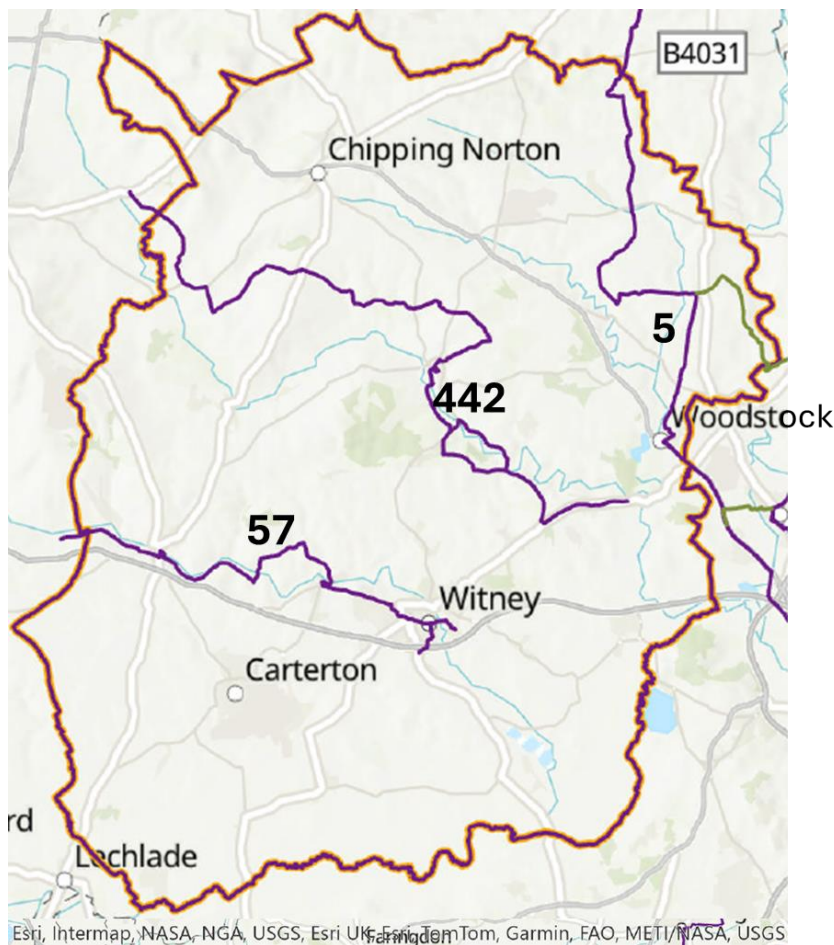 B4031
Chipping Norton
5
442
Woodstock
57
Witney
Carterton
rd
Lechlade
Faringdon
Esri, Intermap, NASA, NGA, USGS, Esri UK, Esri, TomTom, Garmin, FAO, METI/NASA, USGS